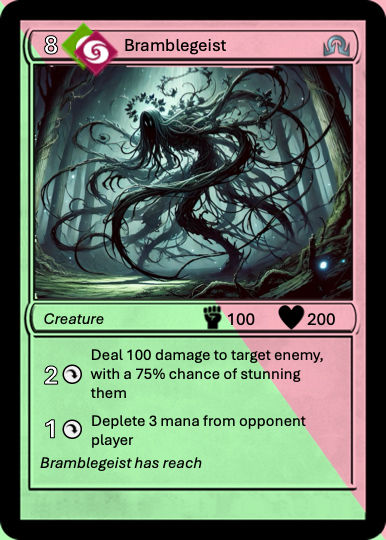 8 Bramblegeist
Creature 100 200
2 Deal 100 damage to target enemy,
with a 75% chance of stunning
them
1 Deplete 3 mana from opponent
player
Bramblegeist has reach